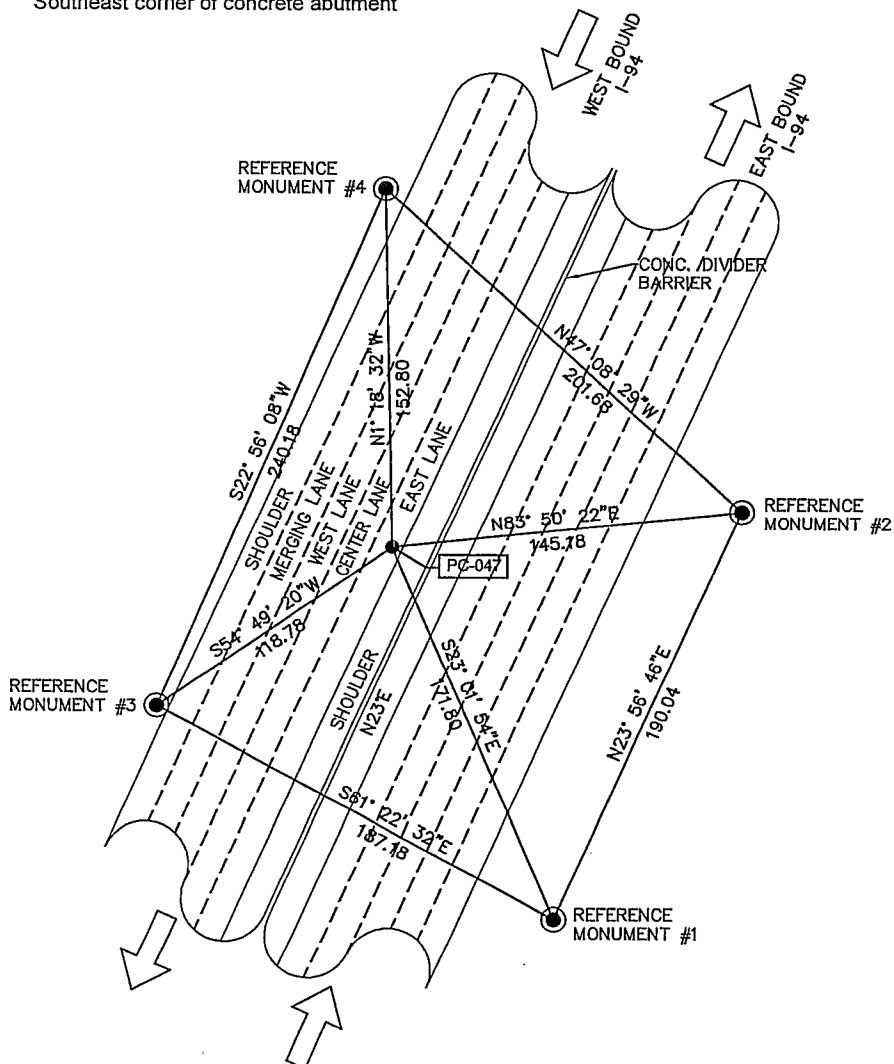 Southeast corner of concrete abutment
WEST BOUND
I-94
EAST BOUND
I-94
REFERENCE
MONUMENT #4
CONC. DIVIDER
BARRIER
N47° 08' 29"W
201.68
N1° 18' 32"W
152.80
S22° 56' 08"W
240.18
SHOULDER
MERGING LANE
WEST LANE
CENTER LANE
EAST LANE
N83° 50' 22"E
145.78
REFERENCE
MONUMENT #2
PC-047
S54° 49' 20"W
118.78
REFERENCE
MONUMENT #3
SHOULDER
N23°E
S23° 01' 54"E
171.80
N23° 56' 46"E
190.04
S61° 22' 32"E
187.18
REFERENCE
MONUMENT #1